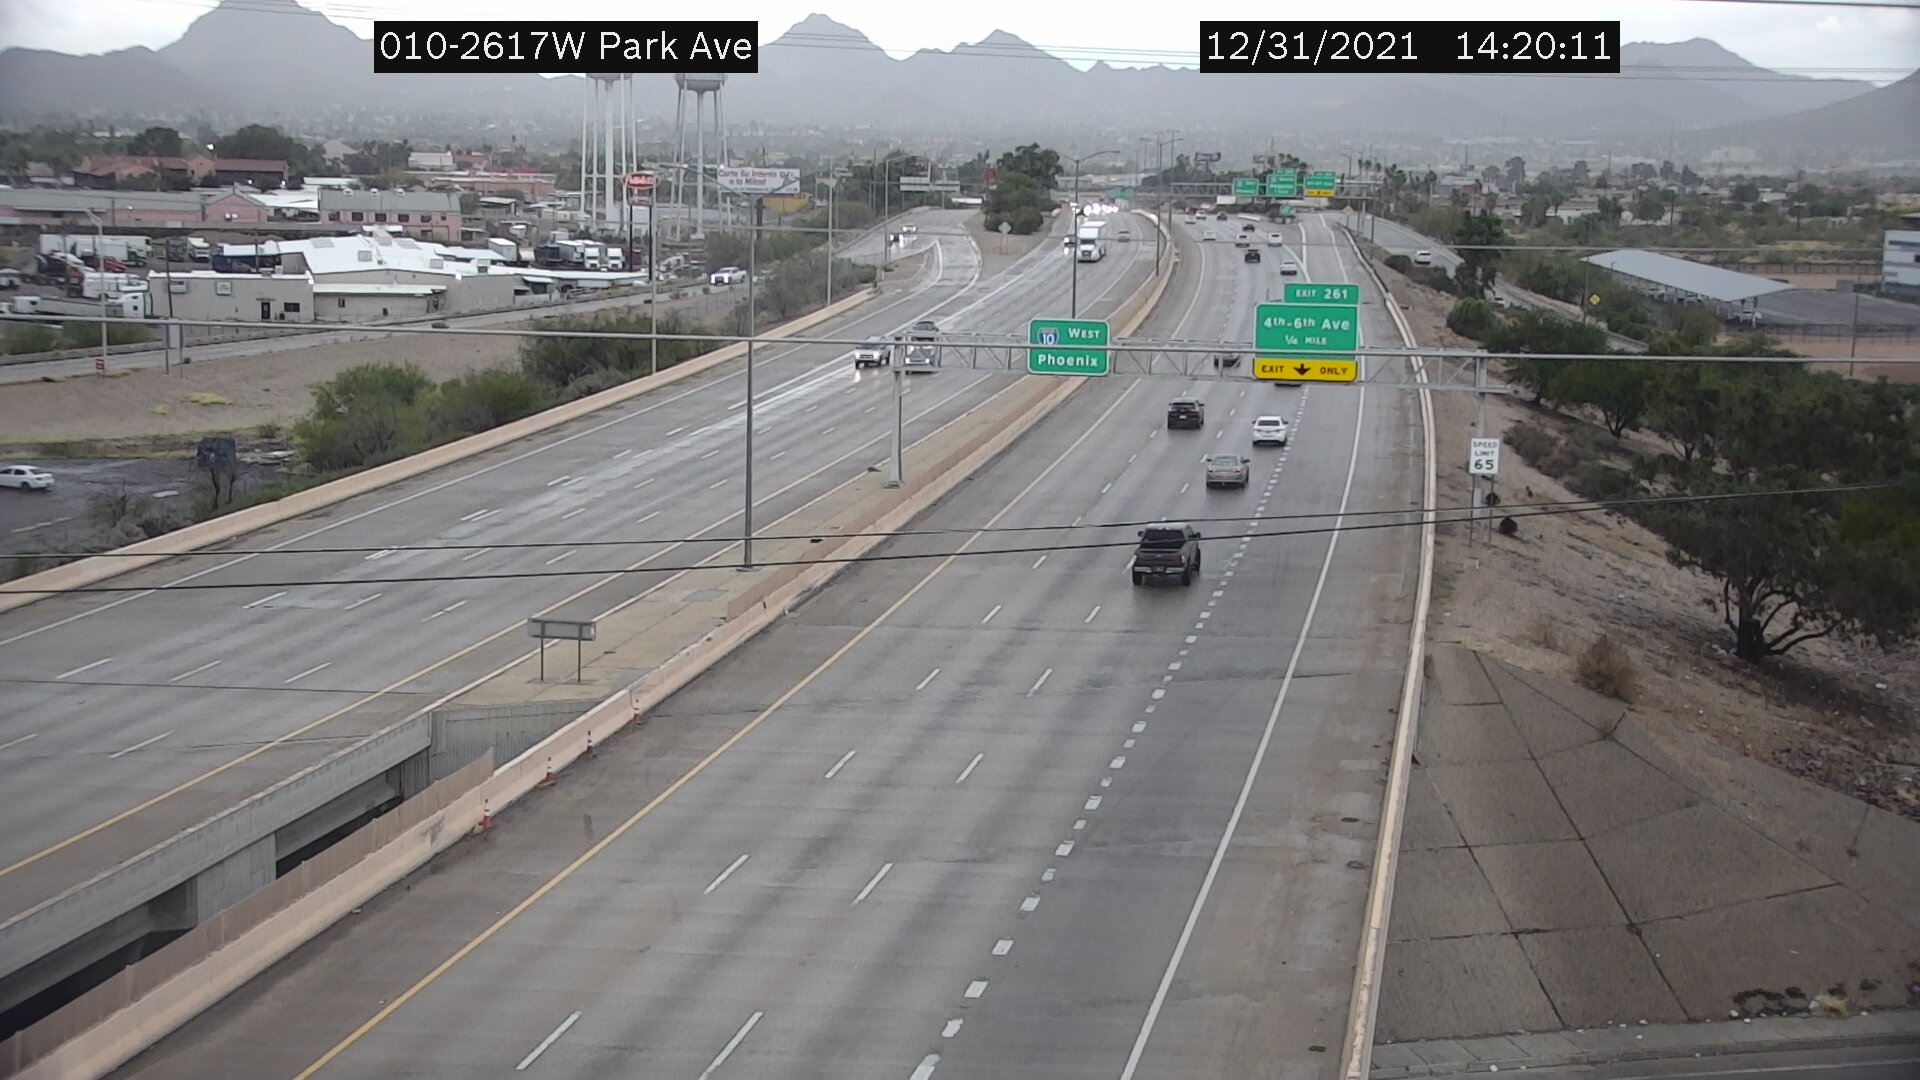 010-2617W Park Ave
12/31/2021 14:20:11
EXIT 261
4th-6th Ave
1/4 MILE
EXIT ONLY
10 WEST
Phoenix
SPEED
LIMIT
65